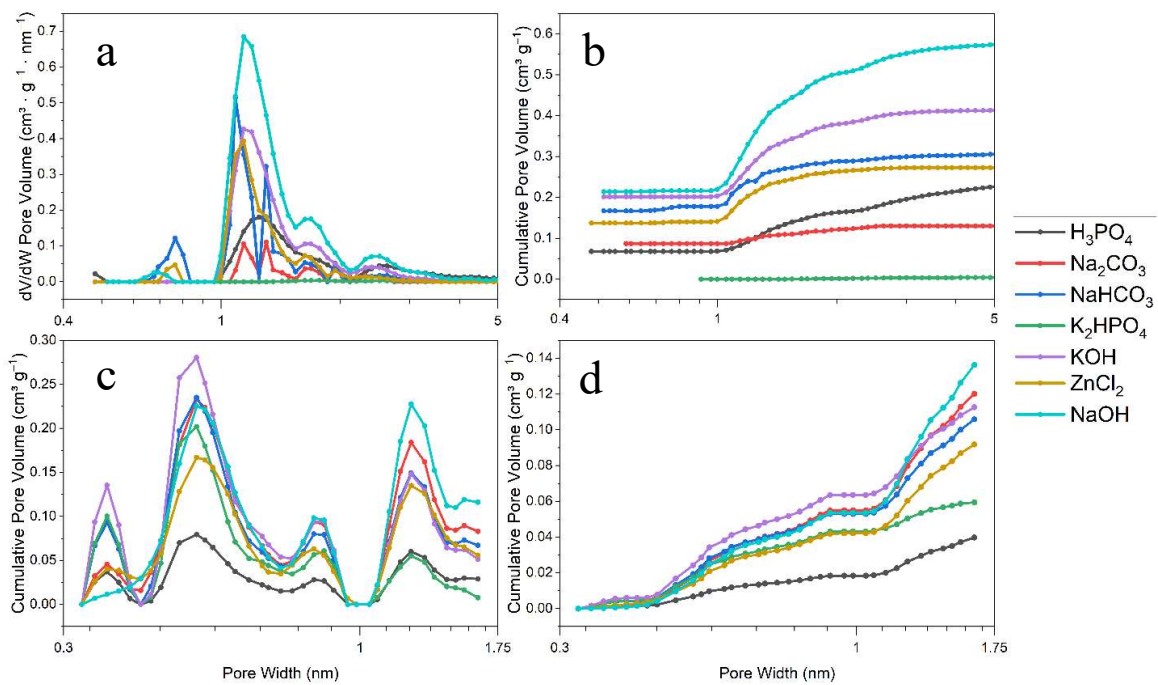 a
dV/dW Pore Volume (cm³ · g⁻¹ · nm⁻¹)
0.7
0.6
0.5
0.4
0.3
0.2
0.1
0.0
0.4
1
5
b
Cumulative Pore Volume (cm³ g⁻¹)
0.6
0.5
0.4
0.3
0.2
0.1
0.0
0.4
1
5
c
Cumulative Pore Volume (cm³ g⁻¹)
0.30
0.25
0.20
0.15
0.10
0.05
0.00
0.3
1
1.75
Pore Width (nm)
d
Cumulative Pore Volume (cm³ g⁻¹)
0.14
0.12
0.10
0.08
0.06
0.04
0.02
0.00
0.3
1
1.75
Pore Width (nm)
H₃PO₄
Na₂CO₃
NaHCO₃
K₂HPO₄
KOH
ZnCl₂
NaOH